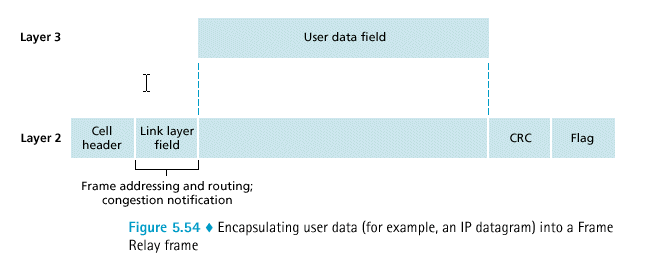 Layer 3
User data field
Layer 2
Cell
header
Link layer
field
CRC
Flag
Frame addressing and routing;
congestion notification
Figure 5.54 ♦ Encapsulating user data (for example, an IP datagram) into a Frame
Relay frame